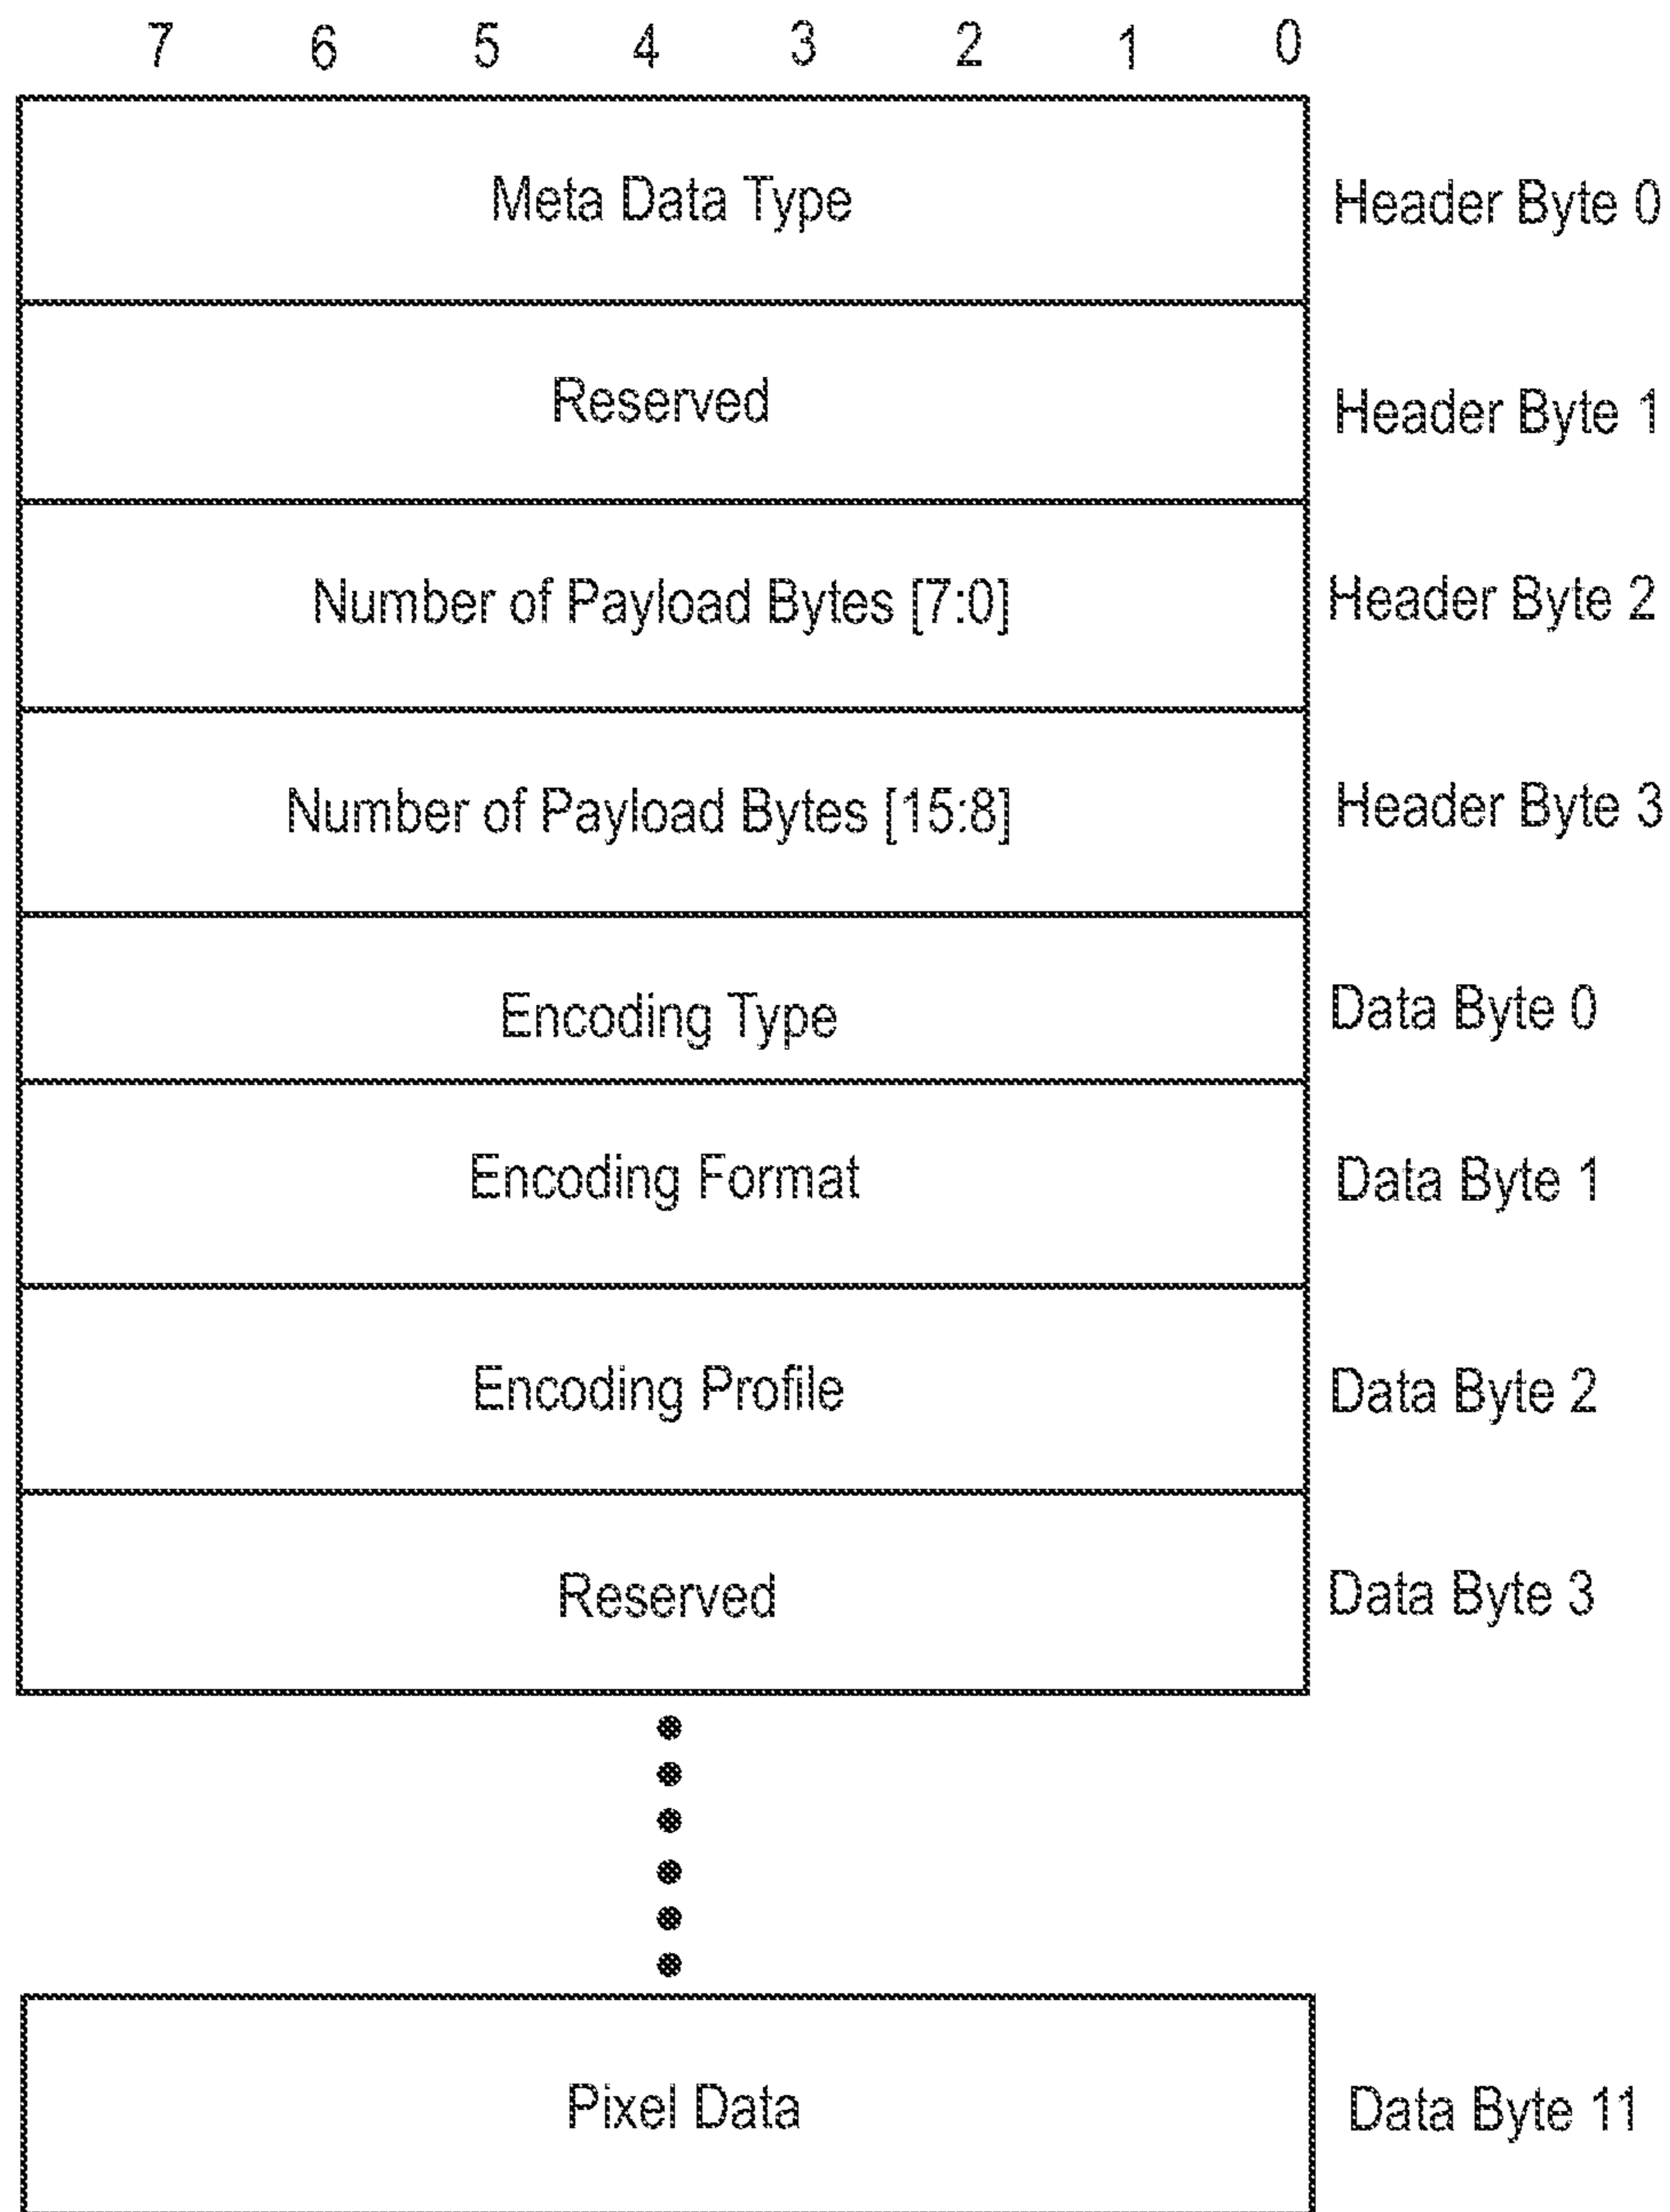 7 6 5 4 3 2 1 0
Meta Data Type Header Byte 0
Reserved Header Byte 1
Number of Payload Bytes [7:0] Header Byte 2
Number of Payload Bytes [15:8] Header Byte 3
Encoding Type Data Byte 0
Encoding Format Data Byte 1
Encoding Profile Data Byte 2
Reserved Data Byte 3
Pixel Data Data Byte 11